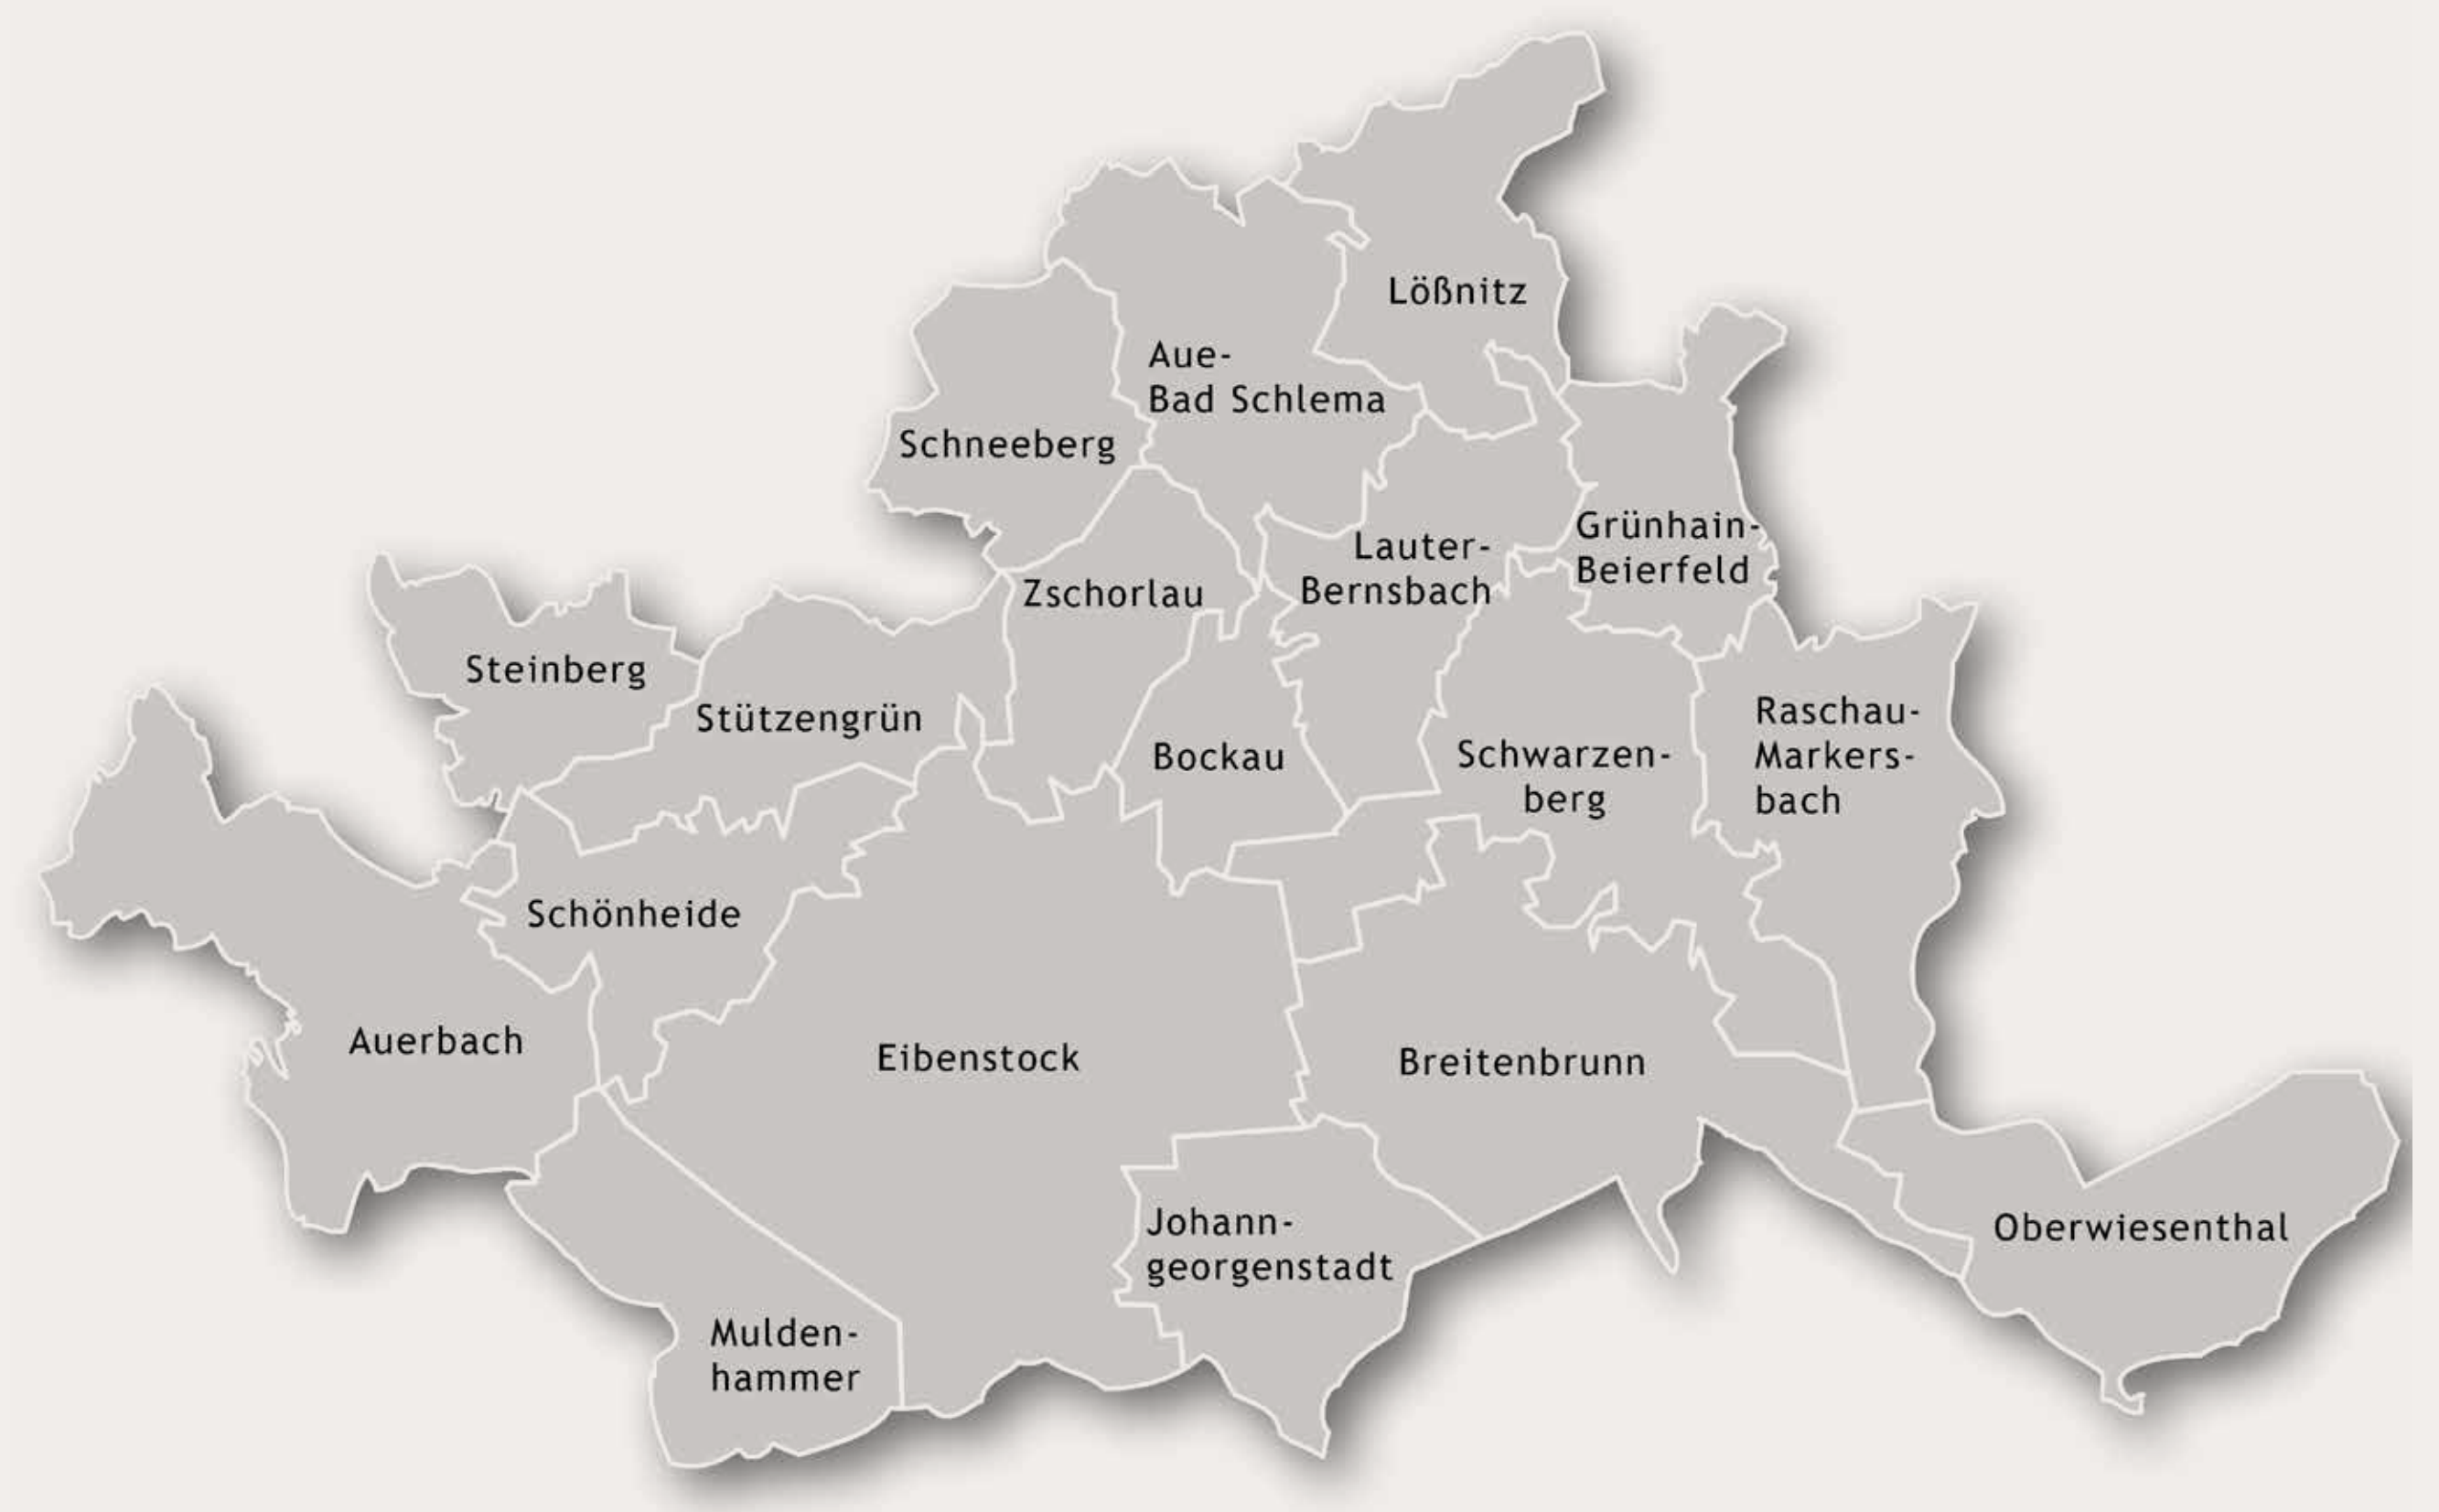 Lößnitz
Aue-
Bad Schlema
Schneeberg
Grünhain-
Beierfeld
Lauter-
Bernsbach
Zschorlau
Steinberg
Stützengrün
Raschau-
Markers-
bach
Bockau
Schwarzen-
berg
Schönheide
Auerbach
Eibenstock
Breitenbrunn
Johann-
georgenstadt
Oberwiesenthal
Mulden-
hammer